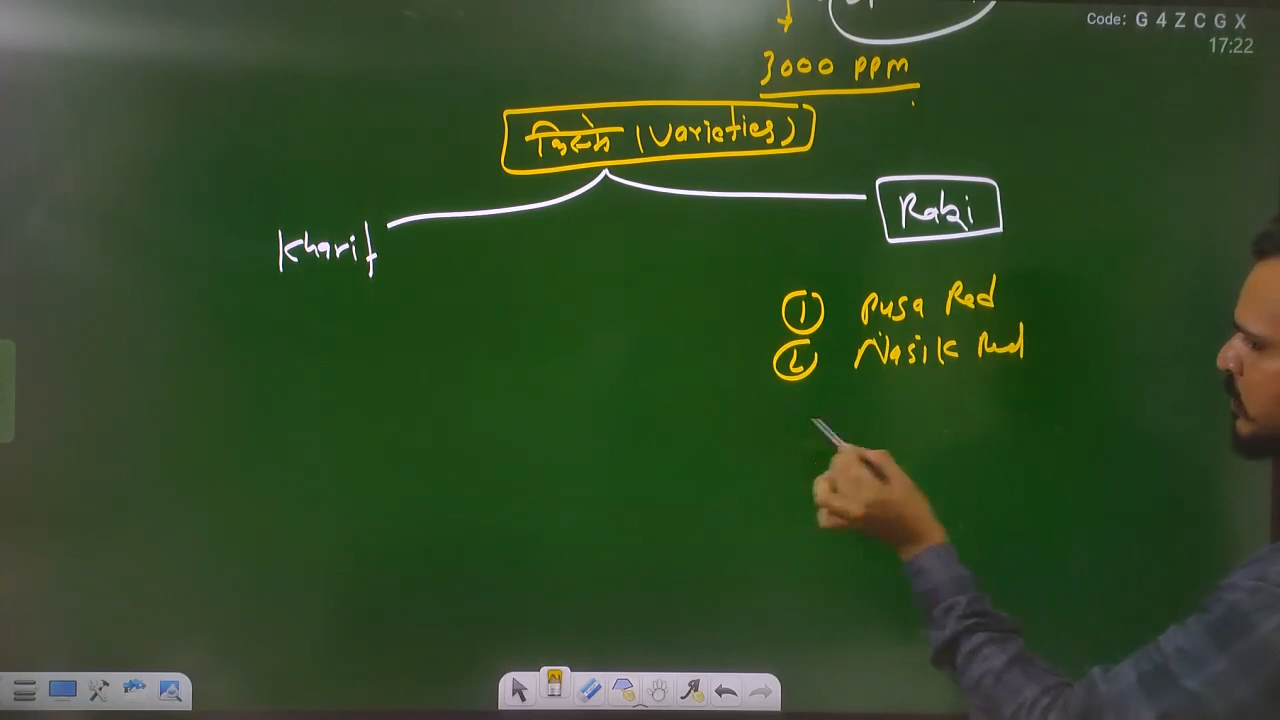 Code: G 4 Z C G X
17:22
3000 PPM
किस्में (Varieties)
Kharif
Rabi
① Pusa Red
② Nasik Red